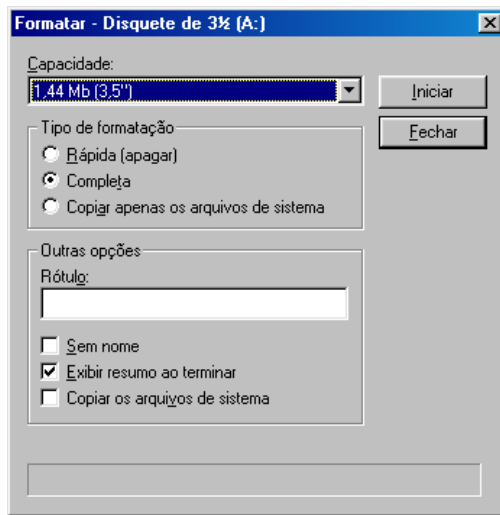 Formatar - Disquete de 3½ (A:)
Capacidade:
1,44 Mb (3,5")
Iniciar
Fechar
Tipo de formatação
Rápida (apagar)
Completa
Copiar apenas os arquivos de sistema
Outras opções
Rótulo:
Sem nome
Exibir resumo ao terminar
Copiar os arquivos de sistema